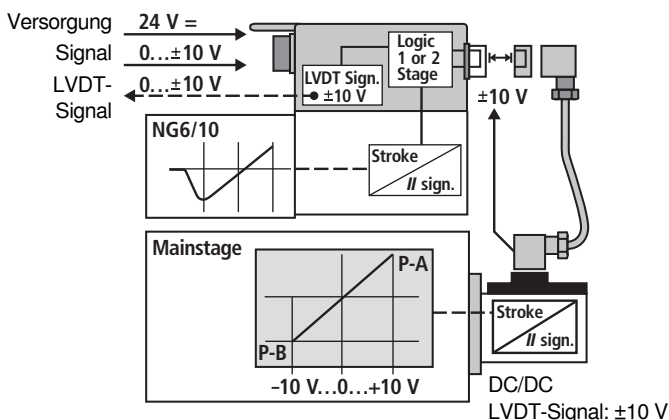 Versorgung 24 V =
Signal 0…±10 V
LVDT-Signal 0…±10 V
Logic
1 or 2
Stage
LVDT Sign.
±10 V
±10 V
NG6/10
Stroke
// sign.
Mainstage
P-A
P-B
–10 V…0…+10 V
Stroke
// sign.
DC/DC
LVDT-Signal: ±10 V